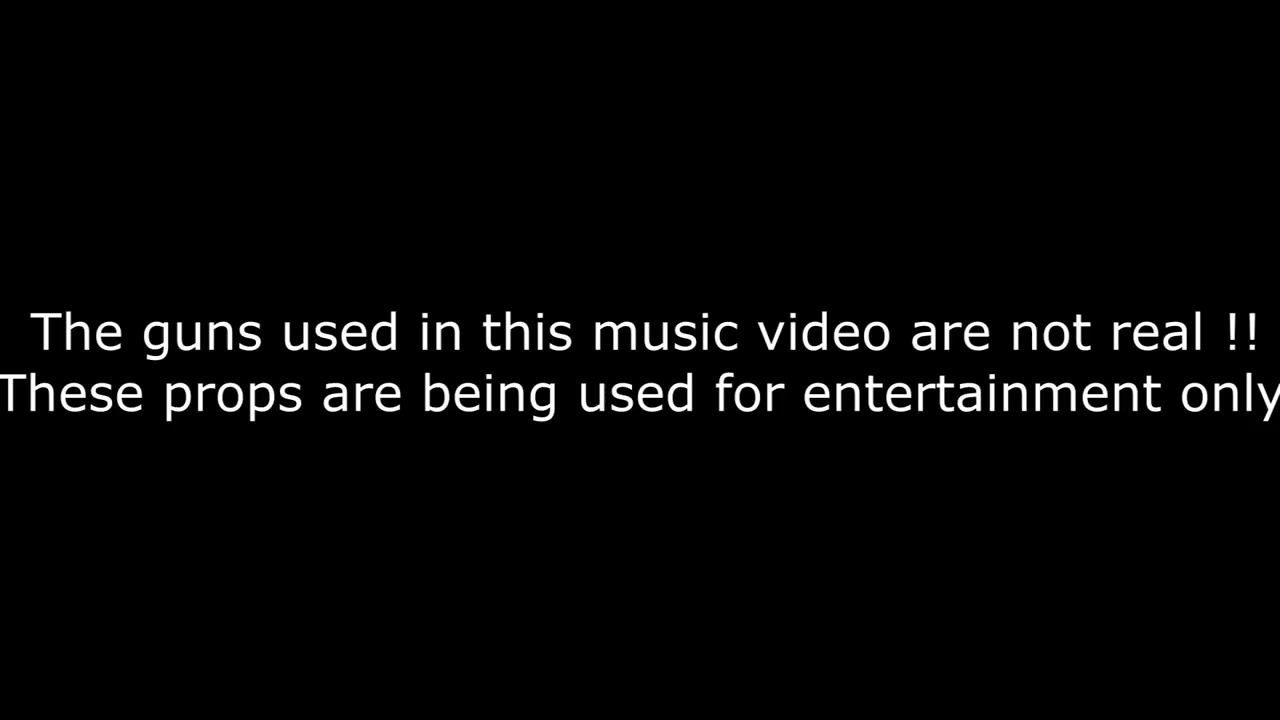 The guns used in this music video are not real !!
These props are being used for entertainment only